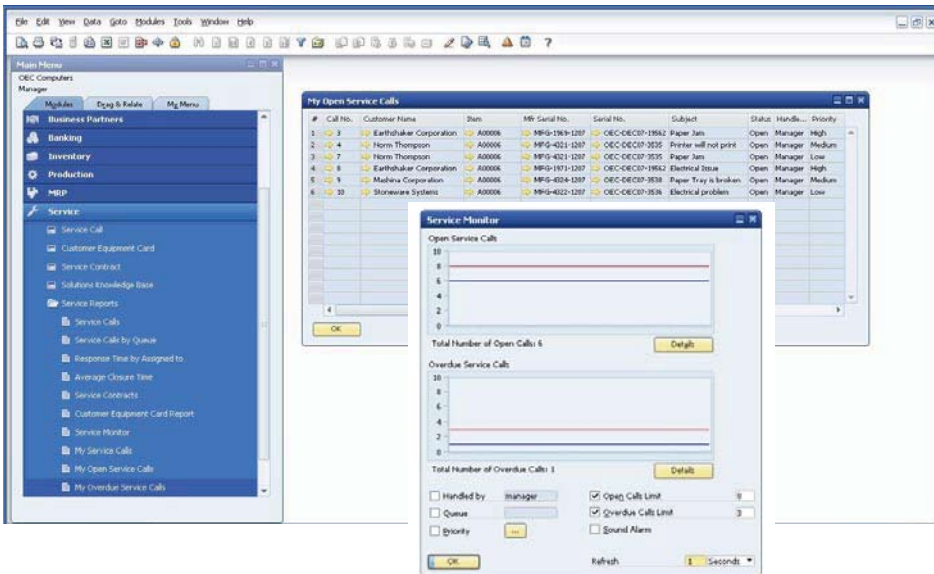 File Edit View Data Goto Modules Tools Window Help
Main Menu
OEC Computers
Manager
Modules Drag & Relate My Menu
Business Partners
Banking
Inventory
Production
MRP
Service
Service Call
Customer Equipment Card
Service Contract
Solutions Knowledge Base
Service Reports
Service Calls
Service Calls by Queue
Response Time by Assigned to
Average Closure Time
Service Contracts
Customer Equipment Card Report
Service Monitor
My Service Calls
My Open Service Calls
My Overdue Service Calls
My Open Service Calls
# Call No. Customer Name Item Mfr Serial No. Serial No. Subject Status Handle... Priority
1 3 Earthshaker Corporation A00006 MFG-1969-1207 OEC-DEC07-19562 Paper Jam Open Manager High
2 4 Norm Thompson A00006 MFG-4321-1207 OEC-DEC07-3535 Printer will not print Open Manager Medium
3 7 Norm Thompson A00006 MFG-4321-1207 OEC-DEC07-3535 Paper Jam Open Manager Low
4 8 Earthshaker Corporation A00006 MFG-1971-1207 OEC-DEC07-19562 Electrical Issue Open Manager High
5 9 Mashina Corporation A00006 MFG-4324-1207 OEC-DEC07-3538 Paper Tray is broken Open Manager Medium
6 10 Stoneware Systems A00006 MFG-4322-1207 OEC-DEC07-3536 Electrical problem Open Manager Low
OK
Service Monitor
Open Service Calls
10
8
6
4
2
0
Total Number of Open Calls: 6 Details
Overdue Service Calls
10
8
6
4
2
0
Total Number of Overdue Calls: 1 Details
Handled by manager Open Calls Limit 8
Queue Overdue Calls Limit 3
Priority ... Sound Alarm
OK Refresh 1 Seconds